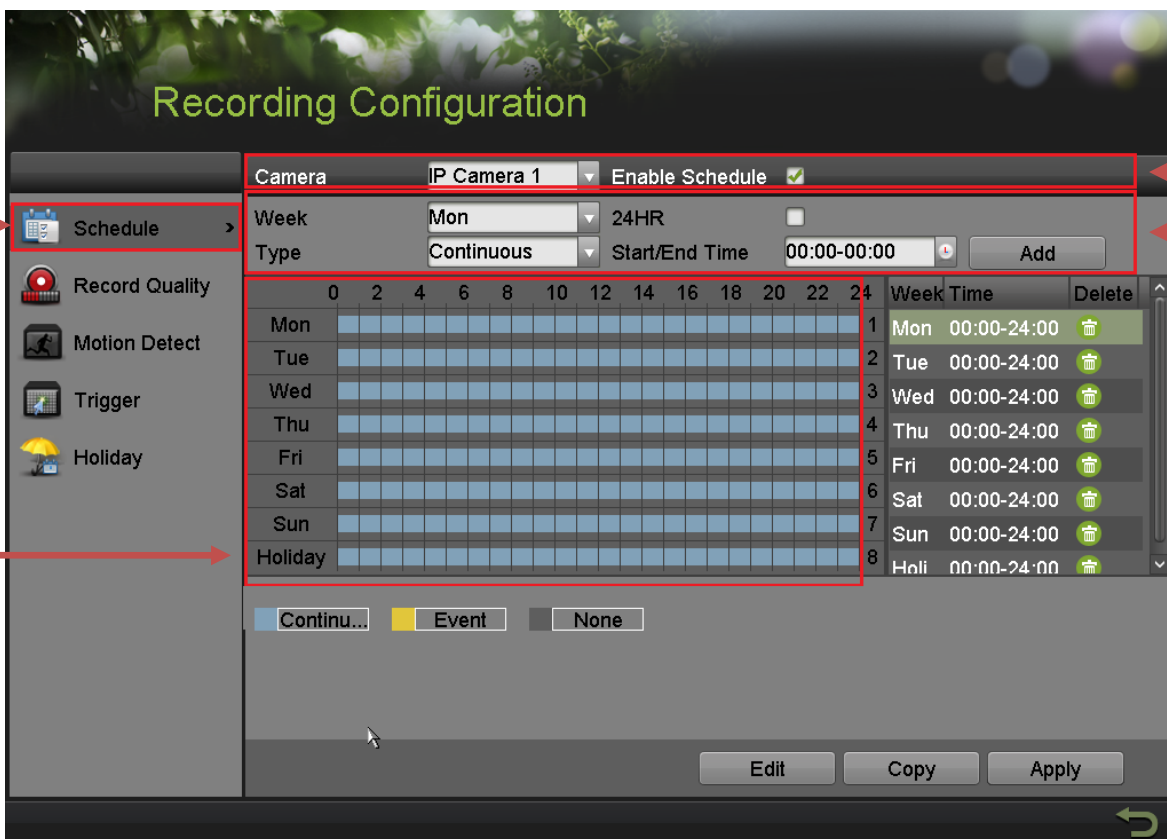 Recording Configuration
Camera IP Camera 1 Enable Schedule
Schedule >
Week Mon 24HR
Type Continuous Start/End Time 00:00-00:00 Add
Record Quality
Motion Detect
Trigger
Holiday
0 2 4 6 8 10 12 14 16 18 20 22 24
Mon 1
Tue 2
Wed 3
Thu 4
Fri 5
Sat 6
Sun 7
Holiday 8
Week Time Delete
Mon 00:00-24:00
Tue 00:00-24:00
Wed 00:00-24:00
Thu 00:00-24:00
Fri 00:00-24:00
Sat 00:00-24:00
Sun 00:00-24:00
Holi 00:00-24:00
Continu... Event None
Edit Copy Apply